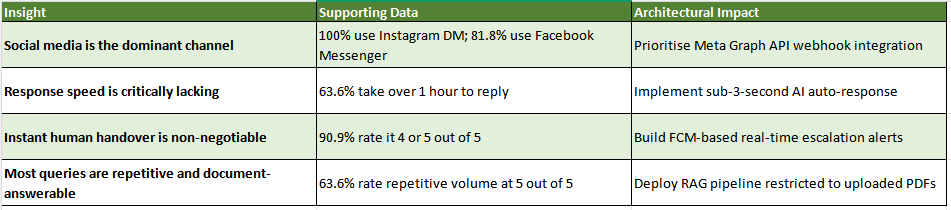 Insight Supporting Data Architectural Impact
Social media is the dominant channel
100% use Instagram DM; 81.8% use Facebook
Messenger
Prioritise Meta Graph API webhook integration
Response speed is critically lacking
63.6% take over 1 hour to reply
Implement sub-3-second AI auto-response
Instant human handover is non-negotiable
90.9% rate it 4 or 5 out of 5
Build FCM-based real-time escalation alerts
Most queries are repetitive and document-
answerable
63.6% rate repetitive volume at 5 out of 5
Deploy RAG pipeline restricted to uploaded PDFs